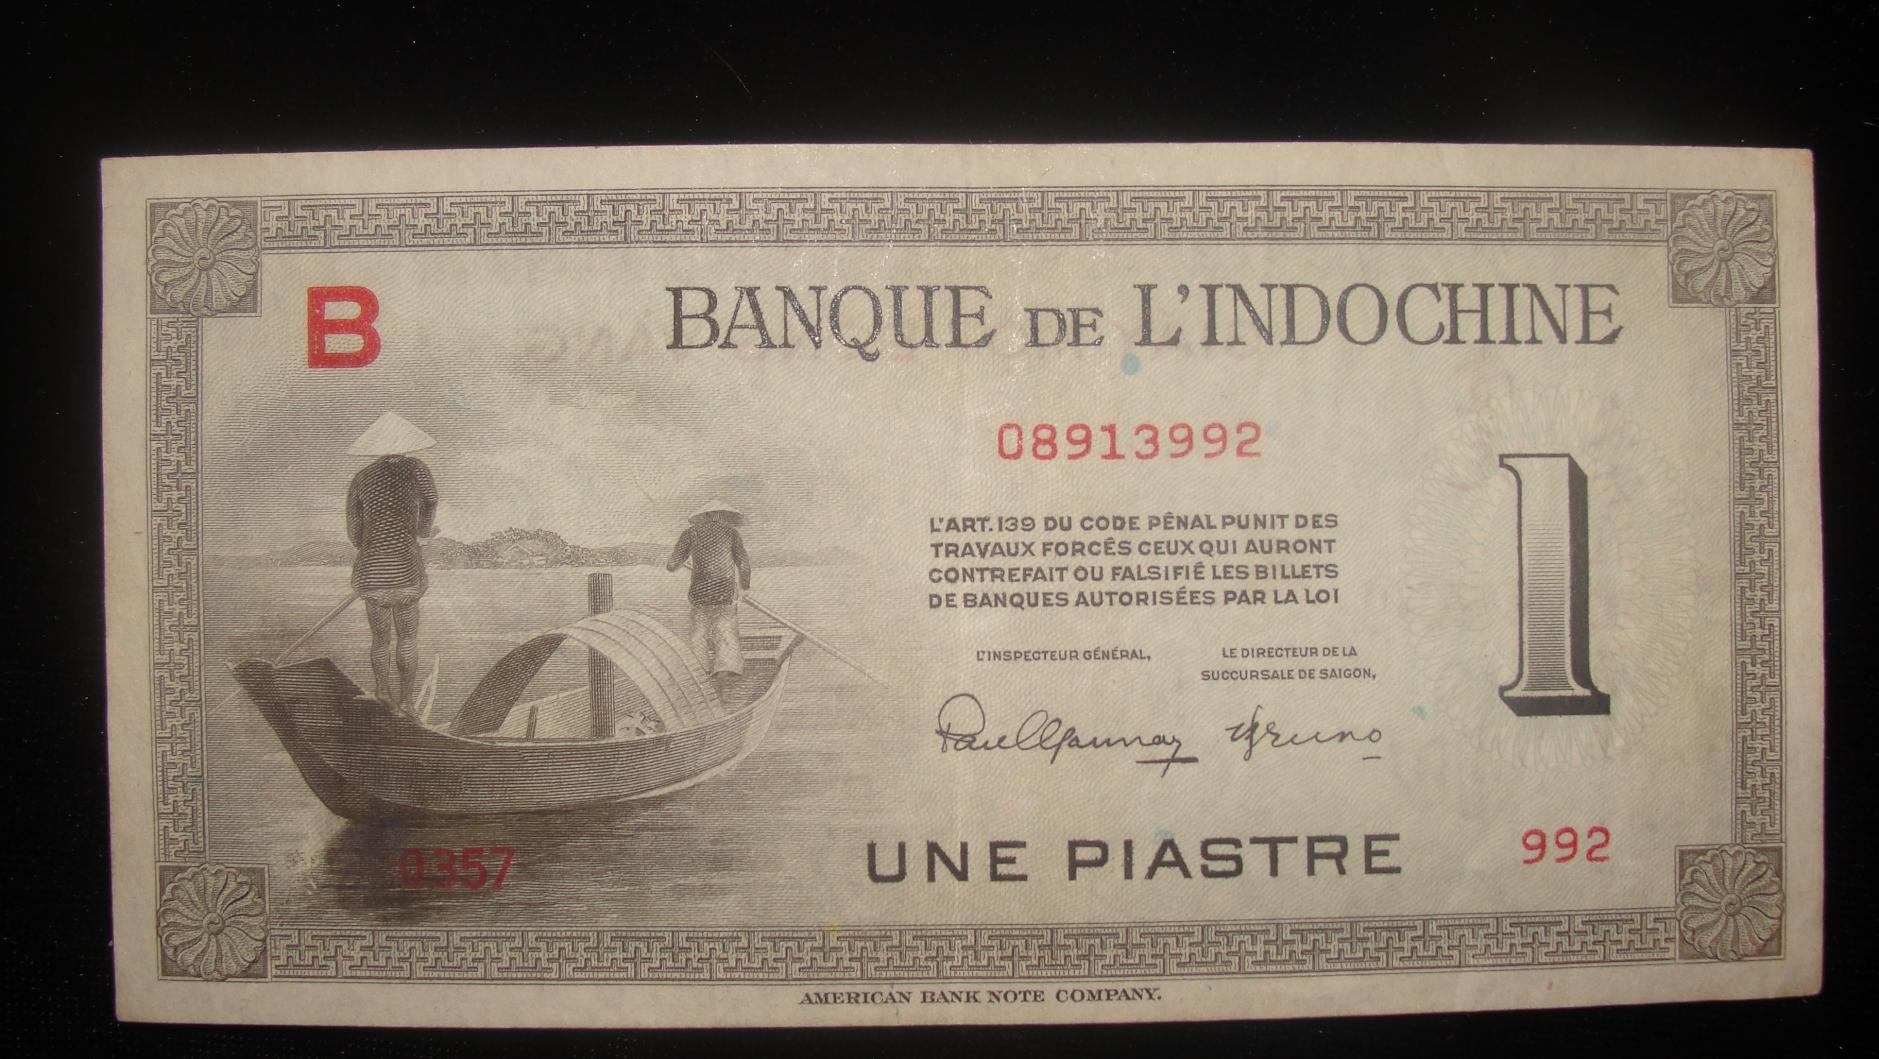 B
BANQUE DE L'INDOCHINE
08913992
L'ART.139 DU CODE PÉNAL PUNIT DES
TRAVAUX FORCÉS CEUX QUI AURONT
CONTREFAIT OU FALSIFIÉ LES BILLETS
DE BANQUES AUTORISÉES PAR LA LOI
1
L'INSPECTEUR GÉNÉRAL,
LE DIRECTEUR DE LA
SUCCURSALE DE SAIGON,
0357
UNE PIASTRE
992
AMERICAN BANK NOTE COMPANY.